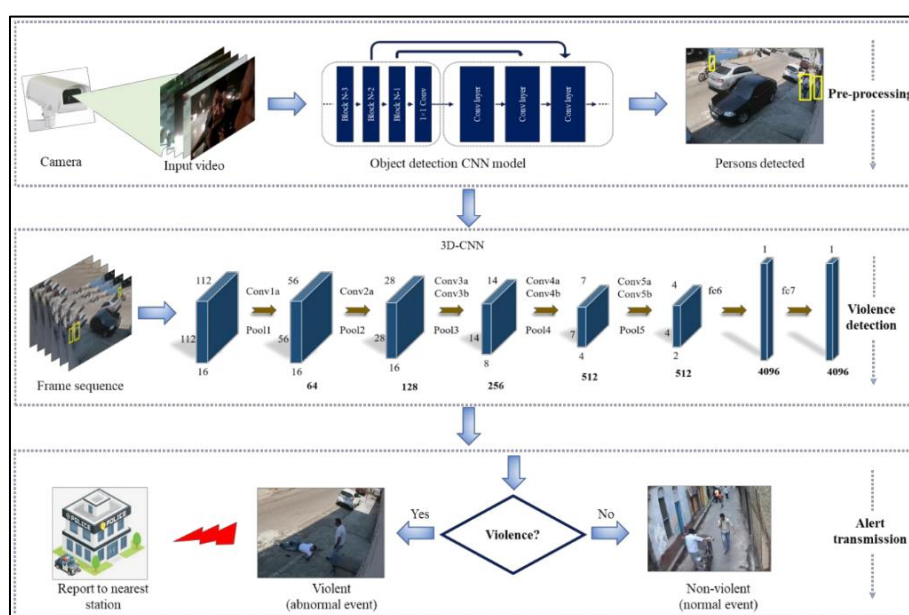 Block N-3
Block N-2
Block N-1
1×1 Conv
Conv layer
Conv layer
Conv layer
Pre-processing
Camera
Input video
Object detection CNN model
Persons detected
3D-CNN
112
112
16
Conv1a
Pool1
56
56
16
64
Conv2a
Pool2
28
28
16
128
Conv3a
Conv3b
Pool3
14
14
8
256
Conv4a
Conv4b
Pool4
7
7
4
512
Conv5a
Conv5b
Pool5
4
4
2
512
fc6
1
4096
fc7
1
4096
Violence
detection
Frame sequence
POLICE
POLICE
Yes
Violence?
No
Alert
transmission
Report to nearest
station
Violent
(abnormal event)
Non-violent
(normal event)